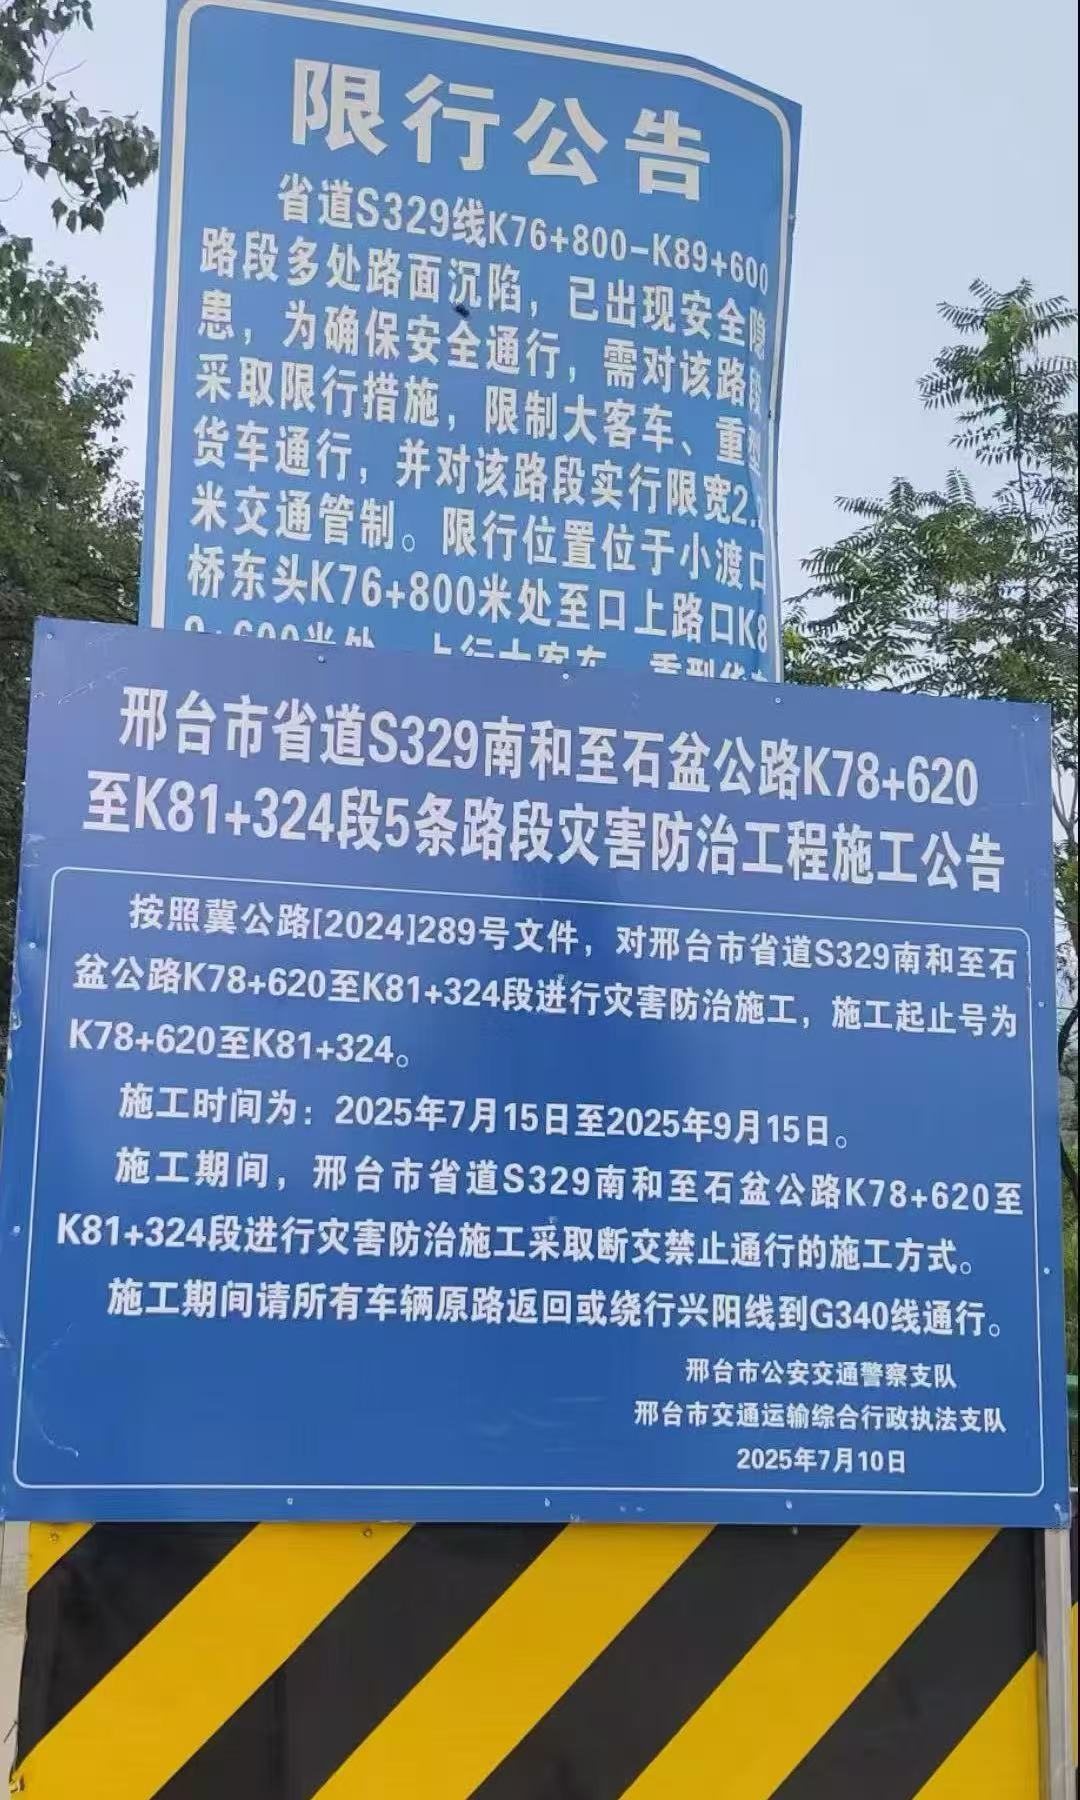 限行公告
省道S329线K76+800-K89+600
路段多处路面沉陷，已出现安全隐
患，为确保安全通行，需对该路段
采取限行措施，限制大客车、重型
货车通行，并对该路段实行限宽2.
米交通管制。限行位置位于小渡口
桥东头K76+800米处至口上路口K8
9+600米处，上行大客车、重型货车
邢台市省道S329南和至石盆公路K78+620
至K81+324段5条路段灾害防治工程施工公告
按照冀公路[2024]289号文件，对邢台市省道S329南和至石
盆公路K78+620至K81+324段进行灾害防治施工，施工起止号为
K78+620至K81+324。
施工时间为：2025年7月15日至2025年9月15日。
施工期间，邢台市省道S329南和至石盆公路K78+620至
K81+324段进行灾害防治施工采取断交禁止通行的施工方式。
施工期间请所有车辆原路返回或绕行兴阳线到G340线通行。
邢台市公安交通警察支队
邢台市交通运输综合行政执法支队
2025年7月10日